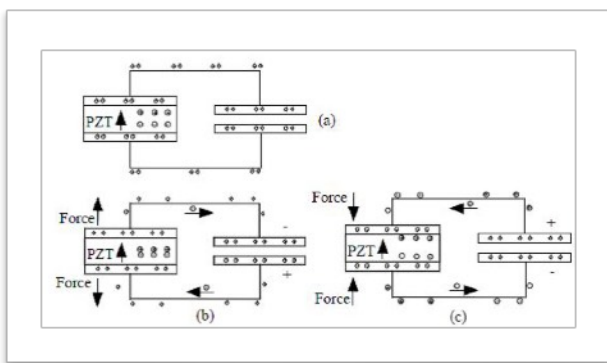 PZT
(a)
Force
-
PZT
Force
+
(b)
Force
+
PZT
-
Force
(c)